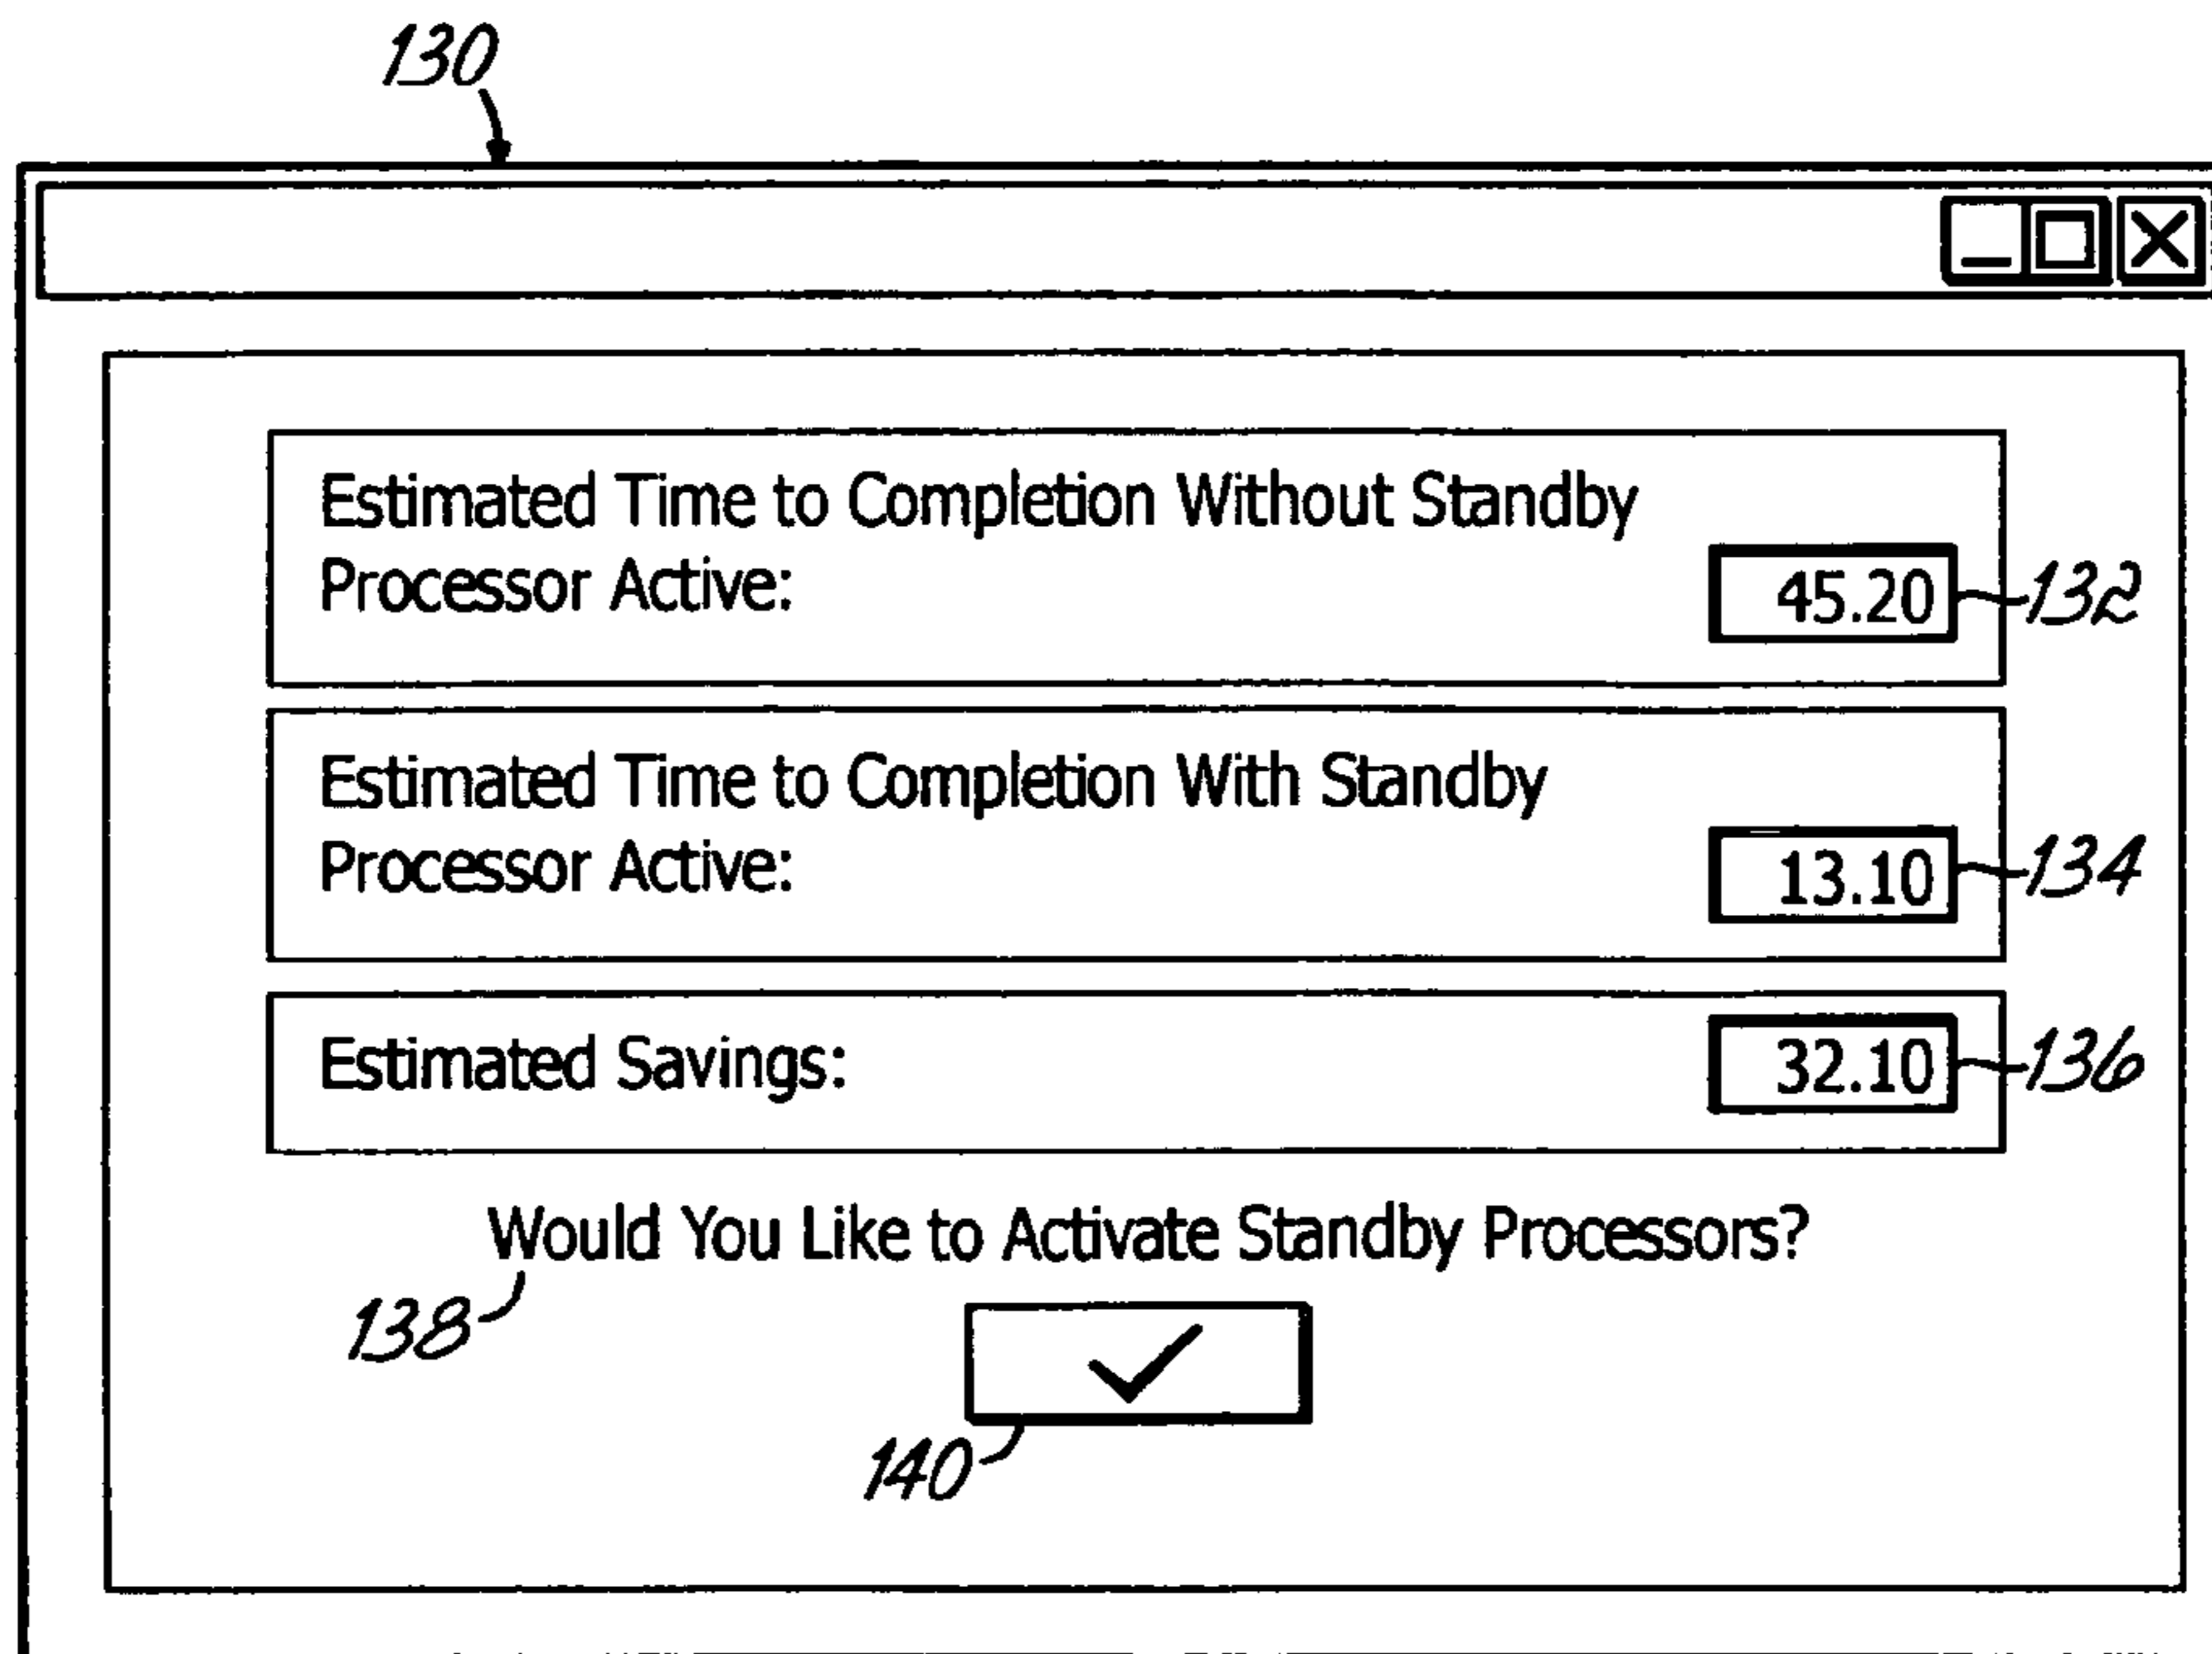 130
Estimated Time to Completion Without Standby
Processor Active:
45.20
132
Estimated Time to Completion With Standby
Processor Active:
13.10
134
Estimated Savings:
32.10
136
Would You Like to Activate Standby Processors?
138
140